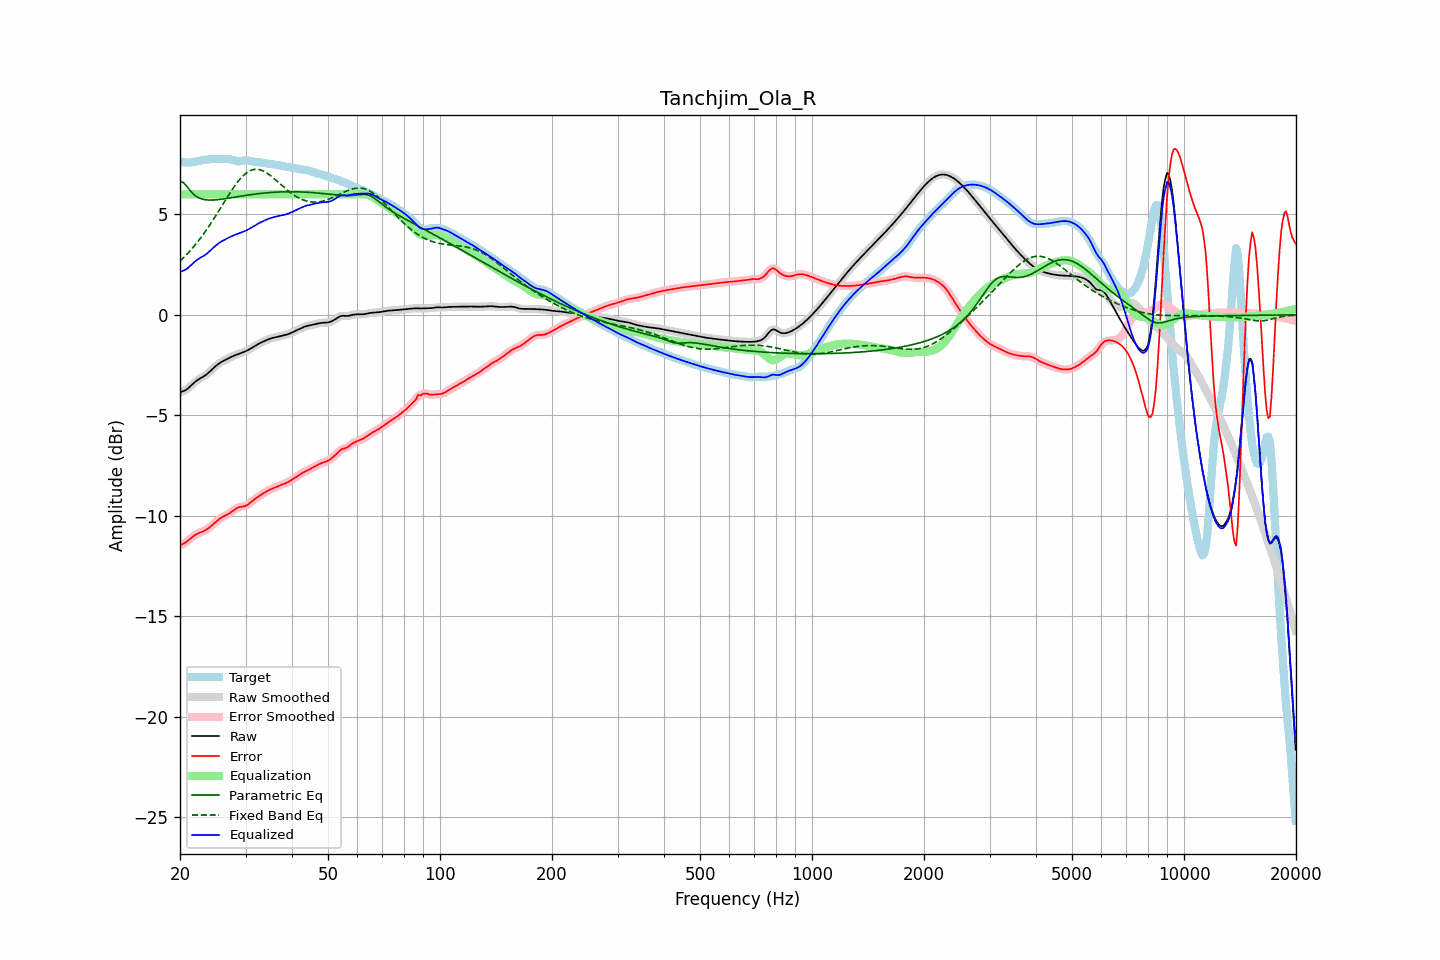 Tanchjim_Ola_R
Amplitude (dBr)
5
0
−5
−10
−15
−20
−25
Target
Raw Smoothed
Error Smoothed
Raw
Error
Equalization
Parametric Eq
Fixed Band Eq
Equalized
20 50 100 200 500 1000 2000 5000 10000 20000
Frequency (Hz)